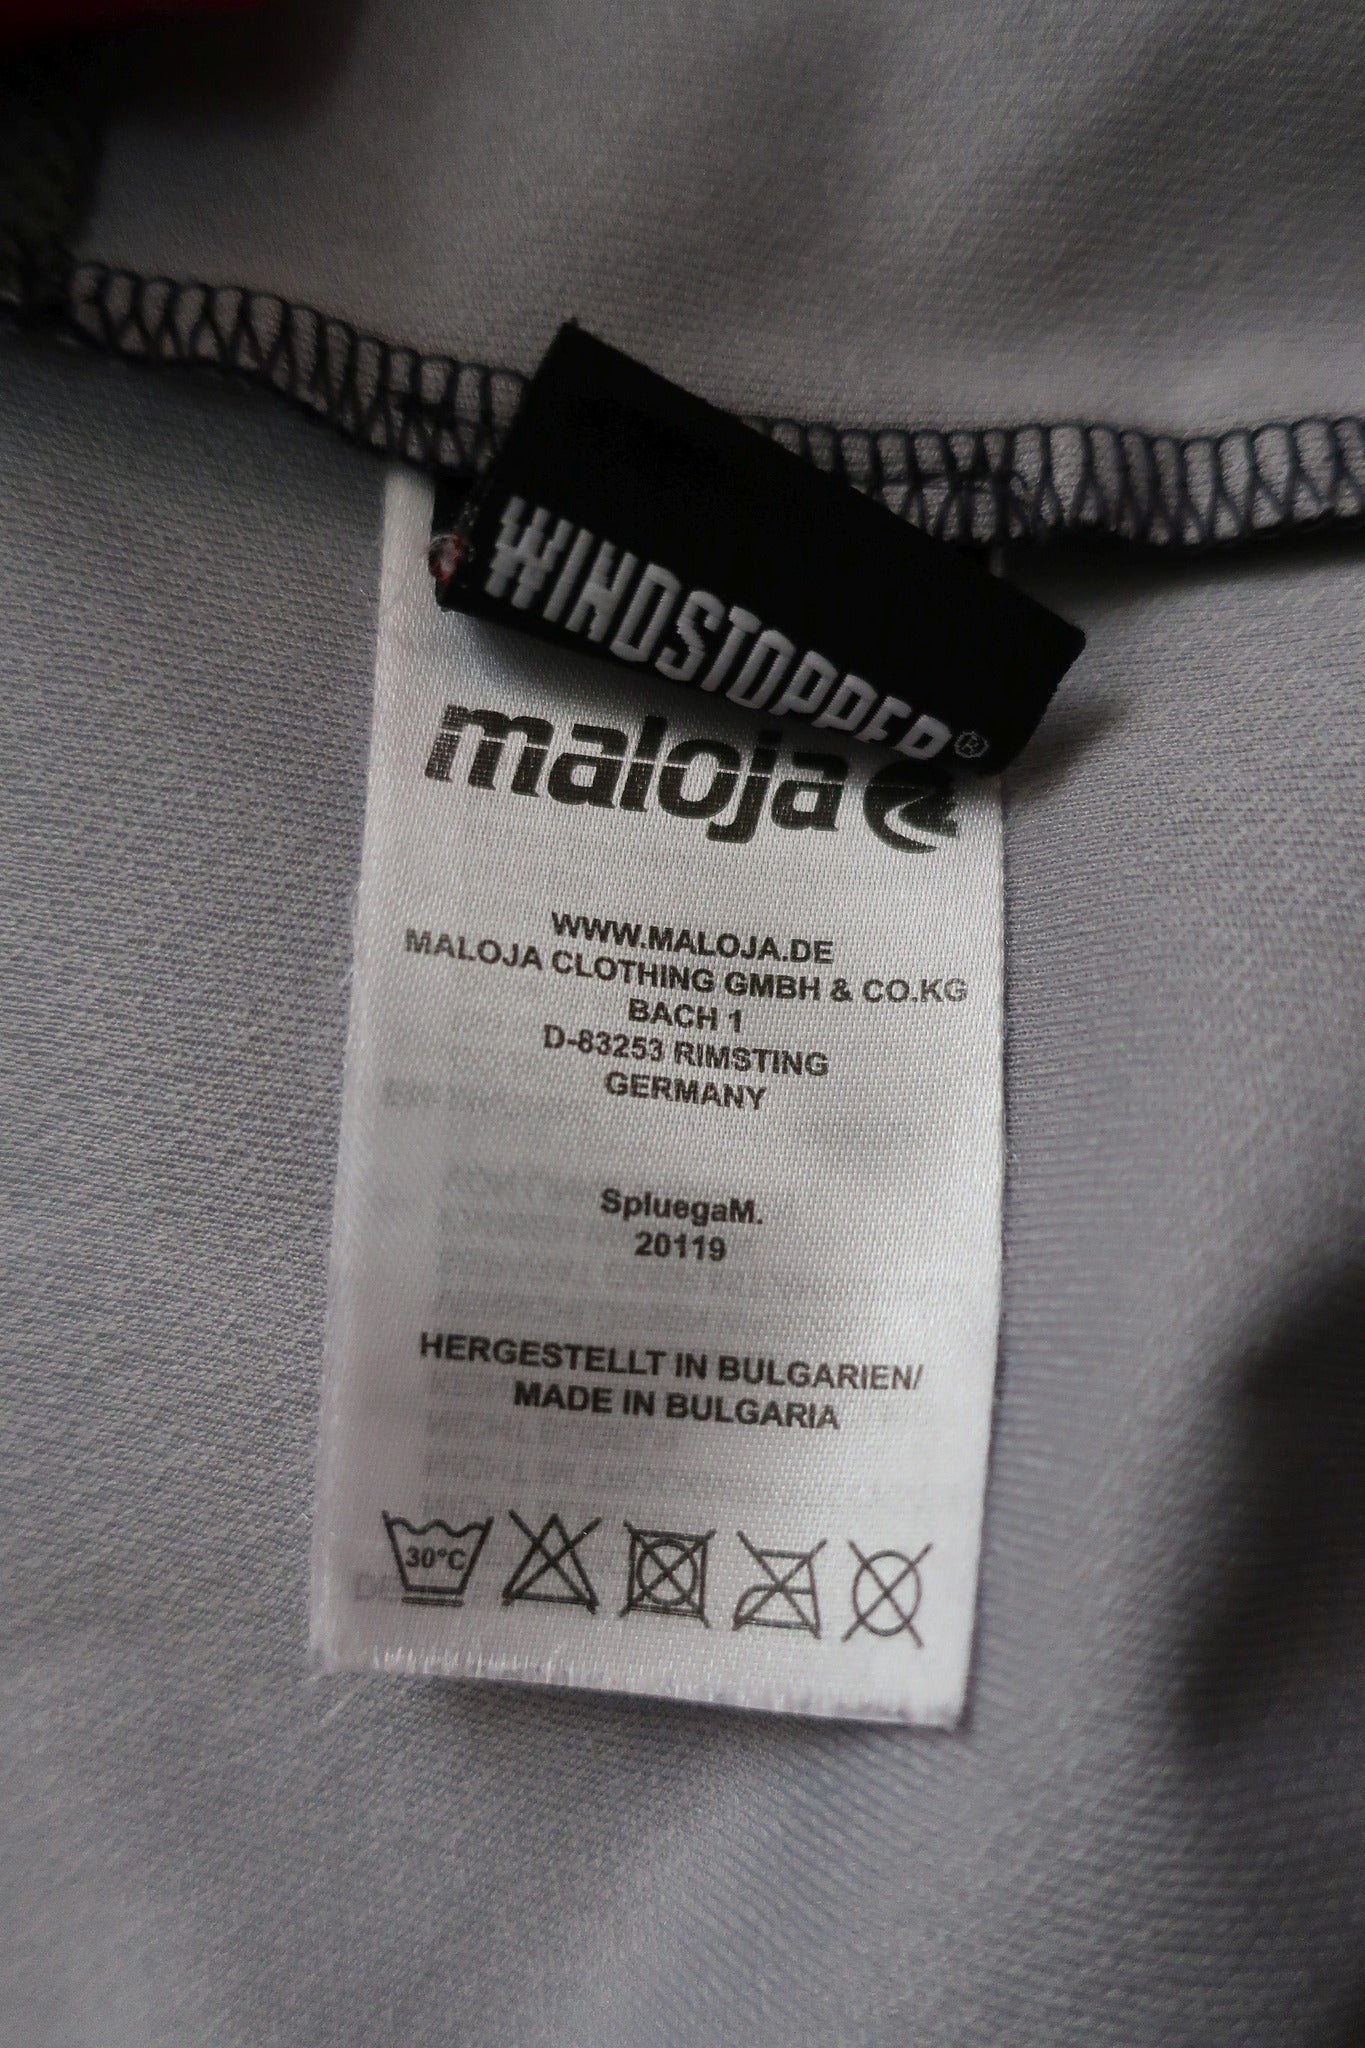 WINDSTOPPER®
maloja
WWW.MALOJA.DE
MALOJA CLOTHING GMBH & CO.KG
BACH 1
D-83253 RIMSTING
GERMANY
SpluegaM.
20119
HERGESTELLT IN BULGARIEN/
MADE IN BULGARIA
30°C